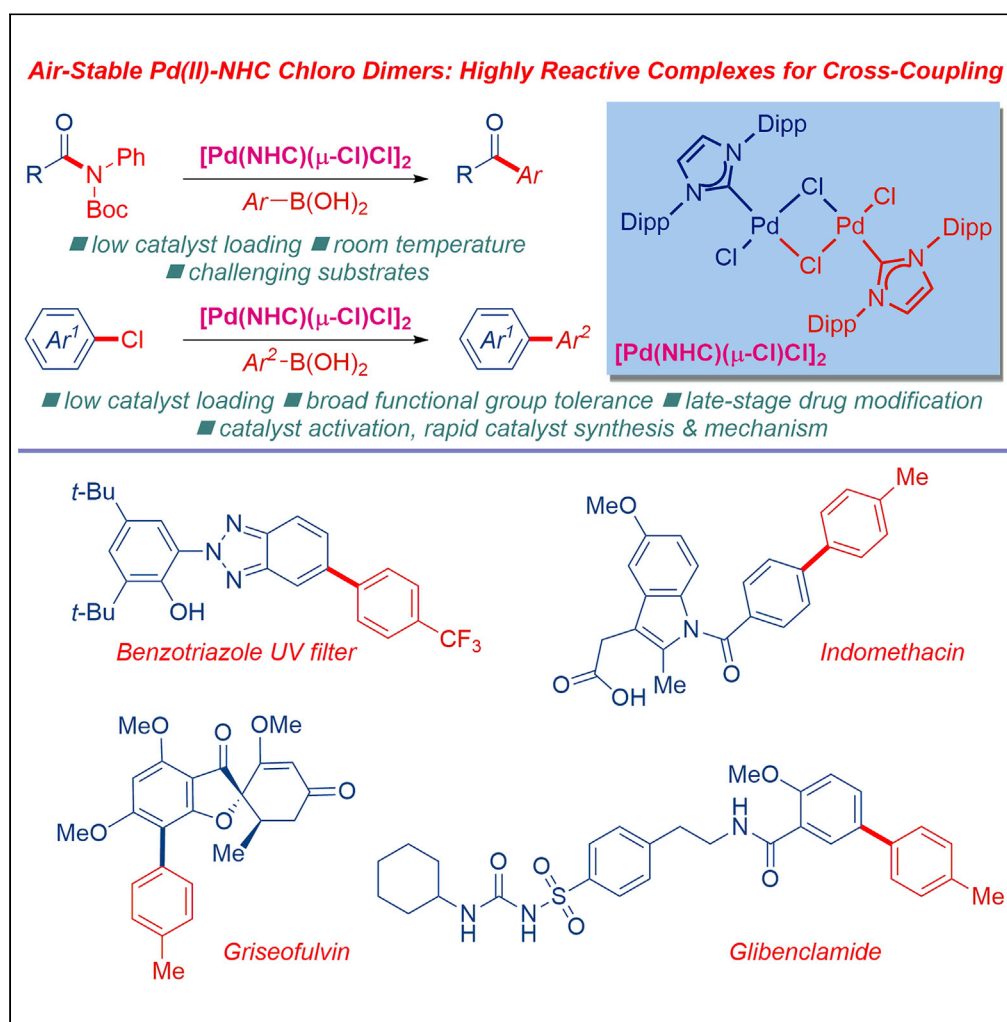 Air-Stable Pd(II)-NHC Chloro Dimers: Highly Reactive Complexes for Cross-Coupling
O
R
N
Ph
Boc
[Pd(NHC)(μ-Cl)Cl]2
Ar—B(OH)2
O
R
Ar
■ low catalyst loading ■ room temperature
■ challenging substrates
Ar1
Cl
[Pd(NHC)(μ-Cl)Cl]2
Ar2-B(OH)2
Ar1
Ar2
Dipp
N
N
Dipp
Cl
Pd
Pd
Cl
Cl
Cl
N
Dipp
N
Dipp
[Pd(NHC)(μ-Cl)Cl]2
■ low catalyst loading ■ broad functional group tolerance ■ late-stage drug modification
■ catalyst activation, rapid catalyst synthesis & mechanism
t-Bu
N
N
N
t-Bu
OH
CF3
Benzotriazole UV filter
Me
MeO
N
O
O
OH
Me
Indomethacin
MeO
O
OMe
O
MeO
O
Me
Me
Griseofulvin
MeO
H
N
O
O
O
S
N
H
N
H
O
Me
Glibenclamide